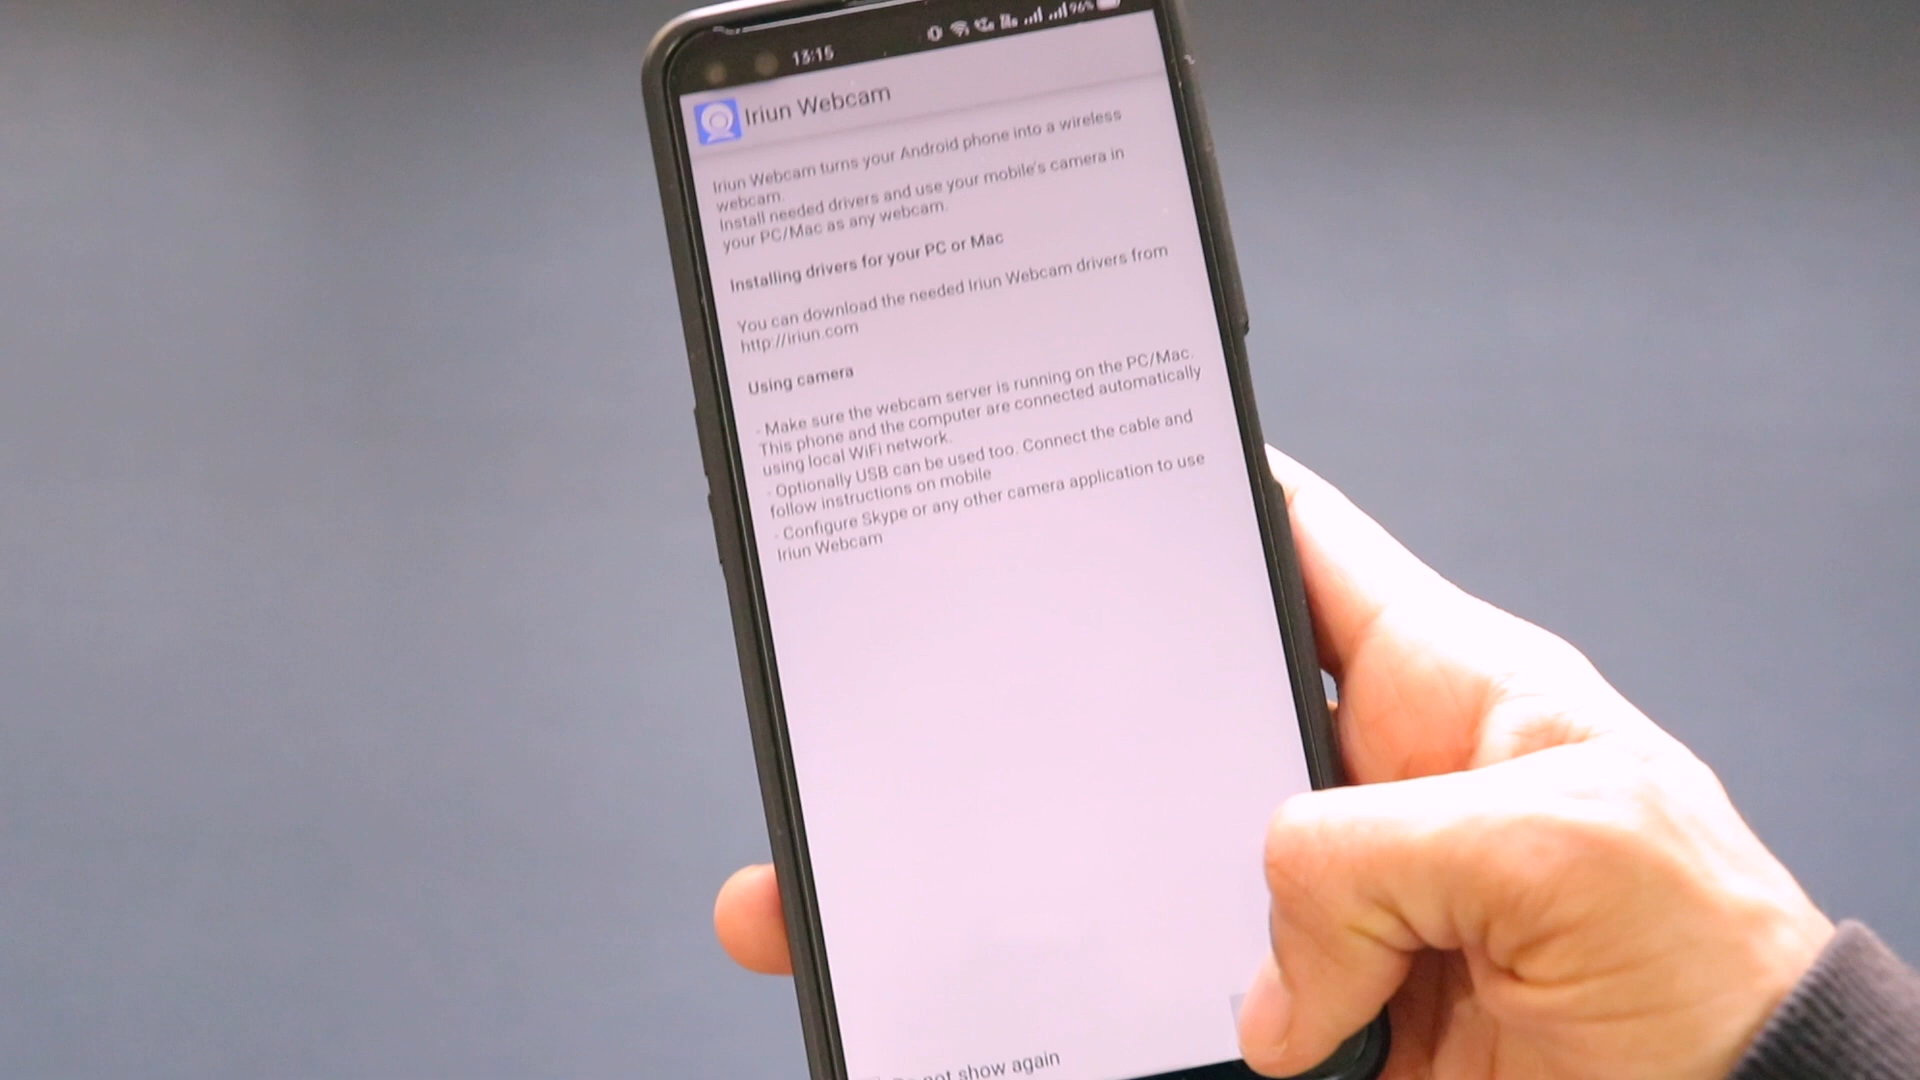 13:15
96%
Iriun Webcam
Iriun Webcam turns your Android phone into a wireless
webcam.
Install needed drivers and use your mobile's camera in
your PC/Mac as any webcam.
Installing drivers for your PC or Mac
You can download the needed Iriun Webcam drivers from
http://iriun.com
Using camera
- Make sure the webcam server is running on the PC/Mac.
This phone and the computer are connected automatically
using local WiFi network.
- Optionally USB can be used too. Connect the cable and
follow instructions on mobile
- Configure Skype or any other camera application to use
Iriun Webcam
not show again